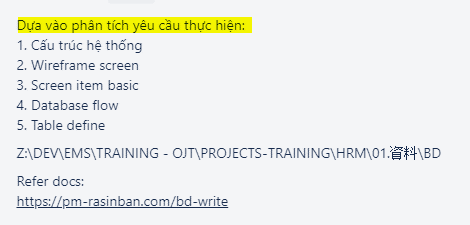 Dựa vào phân tích yêu cầu thực hiện:
1. Cấu trúc hệ thống
2. Wireframe screen
3. Screen item basic
4. Database flow
5. Table define
Z:\DEV\EMS\TRAINING - OJT\PROJECTS-TRAINING\HRM\01.資料\BD
Refer docs:
https://pm-rasinban.com/bd-write